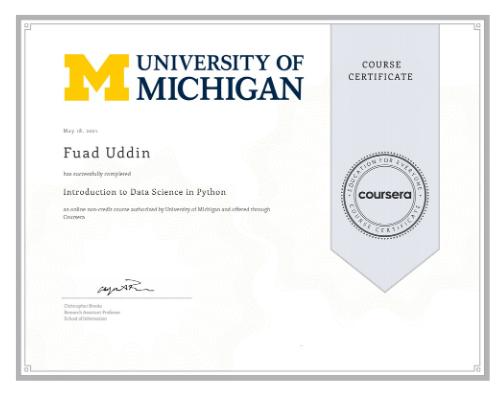 UNIVERSITY OF
MICHIGAN
COURSE
CERTIFICATE
May 18, 2021
Fuad Uddin
has successfully completed
Introduction to Data Science in Python
an online non-credit course authorized by University of Michigan and offered through
Coursera
EDUCATION FOR EVERYONE
coursera
COURSE CERTIFICATE
Christopher Brooks
Research Assistant Professor
School of Information